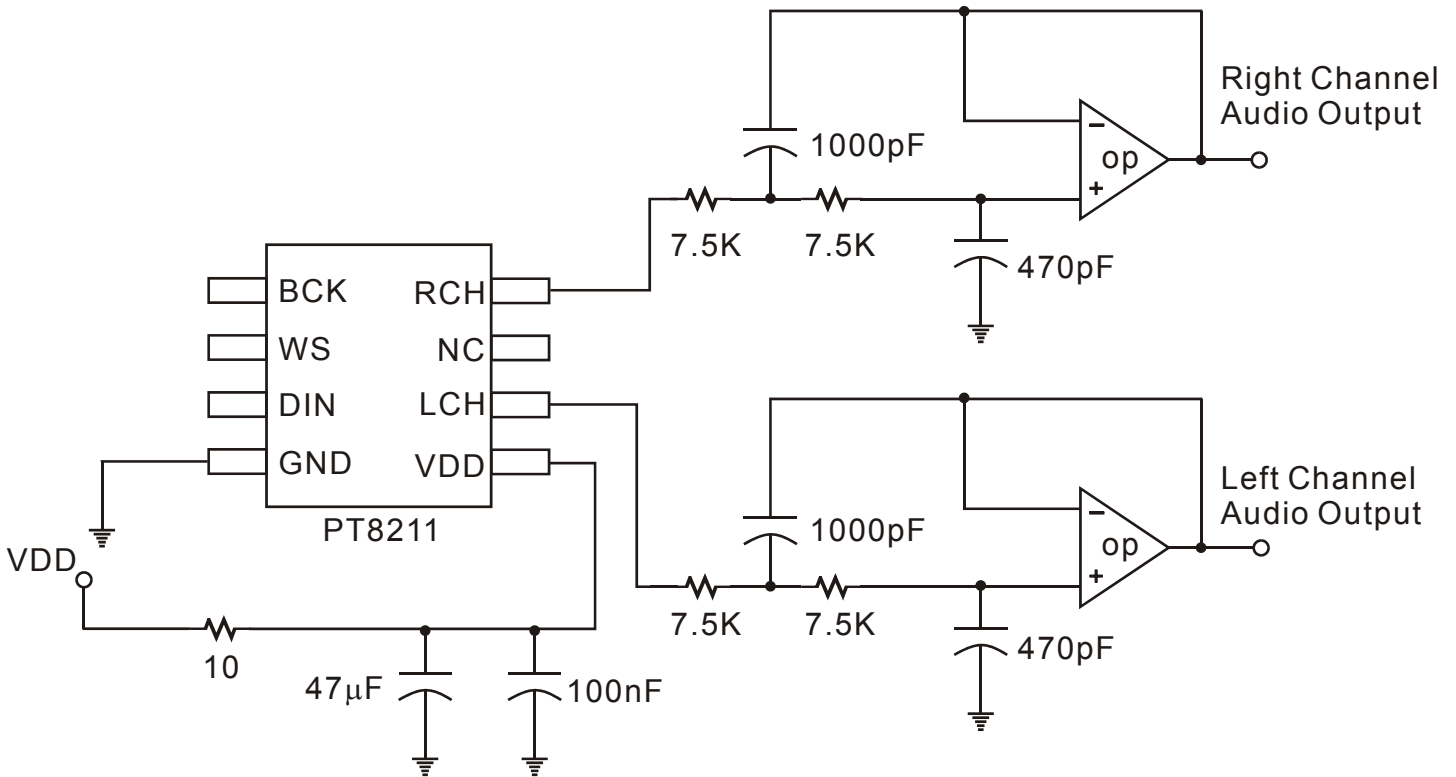 Right Channel
Audio Output
1000pF
−
op
+
7.5K
7.5K
470pF
BCK
RCH
WS
NC
DIN
LCH
GND
VDD
PT8211
Left Channel
Audio Output
1000pF
−
op
+
7.5K
7.5K
470pF
VDD
10
47μF
100nF